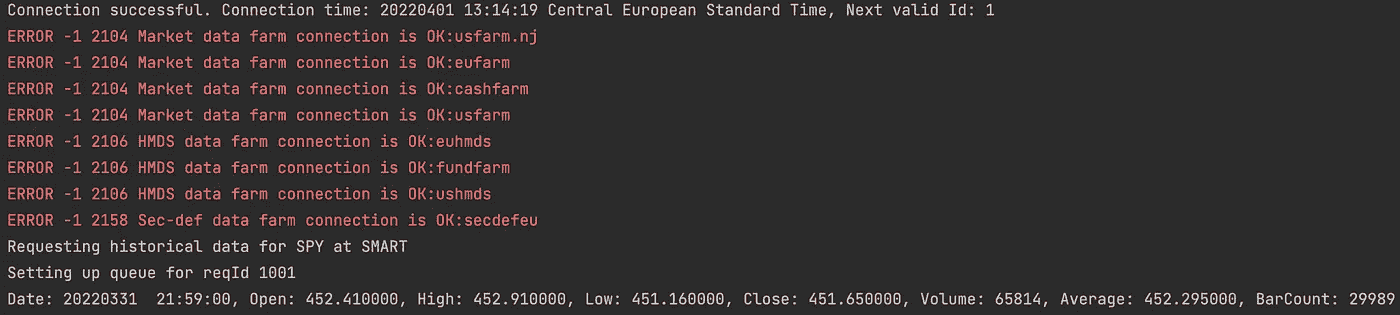 Connection successful. Connection time: 20220401 13:14:19 Central European Standard Time, Next valid Id: 1
ERROR -1 2104 Market data farm connection is OK:usfarm.nj
ERROR -1 2104 Market data farm connection is OK:eufarm
ERROR -1 2104 Market data farm connection is OK:cashfarm
ERROR -1 2104 Market data farm connection is OK:usfarm
ERROR -1 2106 HMDS data farm connection is OK:euhmds
ERROR -1 2106 HMDS data farm connection is OK:fundfarm
ERROR -1 2106 HMDS data farm connection is OK:ushmds
ERROR -1 2158 Sec-def data farm connection is OK:secdefeu
Requesting historical data for SPY at SMART
Setting up queue for reqId 1001
Date: 20220331  21:59:00, Open: 452.410000, High: 452.910000, Low: 451.160000, Close: 451.650000, Volume: 65814, Average: 452.295000, BarCount: 29989